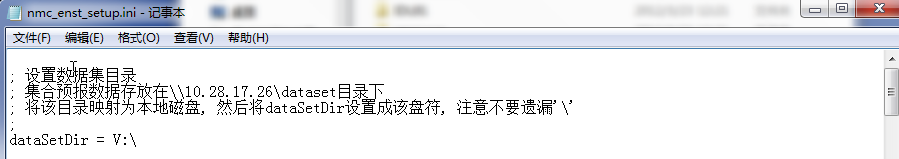 nmc_enst_setup.ini - 记事本
文件(F) 编辑(E) 格式(O) 查看(V) 帮助(H)
; 设置数据集目录
; 集合预报数据存放在\\10.28.17.26\dataset目录下
; 将该目录映射为本地磁盘, 然后将dataSetDir设置成该盘符, 注意不要遗漏'\'
;
dataSetDir = V:\